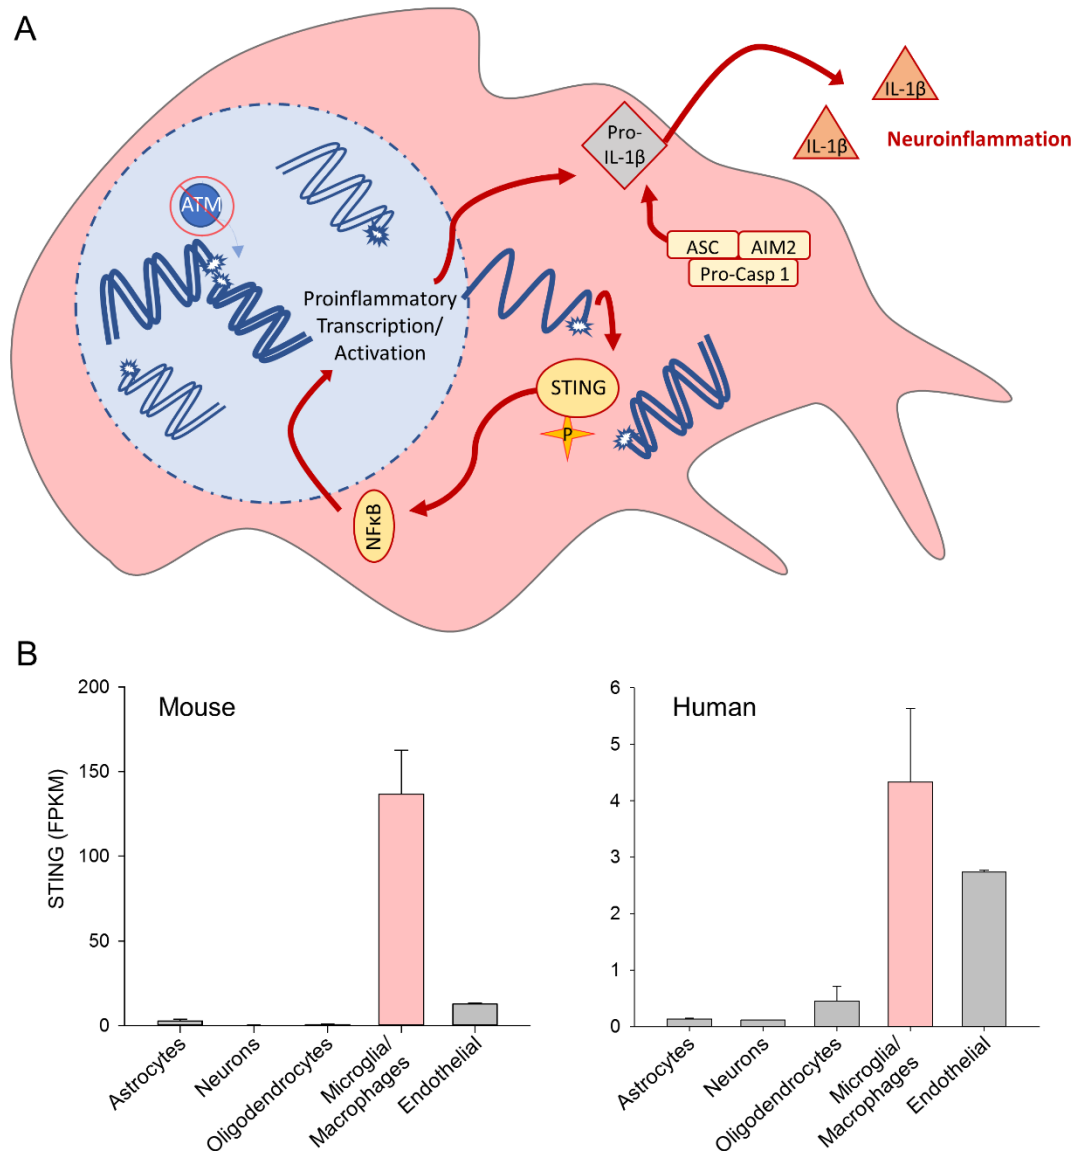 A
ATM
Proinflammatory
Transcription/
Activation
Pro-
IL-1β
IL-1β
IL-1β
Neuroinflammation
ASC
AIM2
Pro-Casp 1
STING
P
NFκB
B
STING (FPKM)
200
150
100
50
0
Mouse
Astrocytes
Neurons
Oligodendrocytes
Microglia/
Macrophages
Endothelial
6
5
4
3
2
1
0
Human
Astrocytes
Neurons
Oligodendrocytes
Microglia/
Macrophages
Endothelial